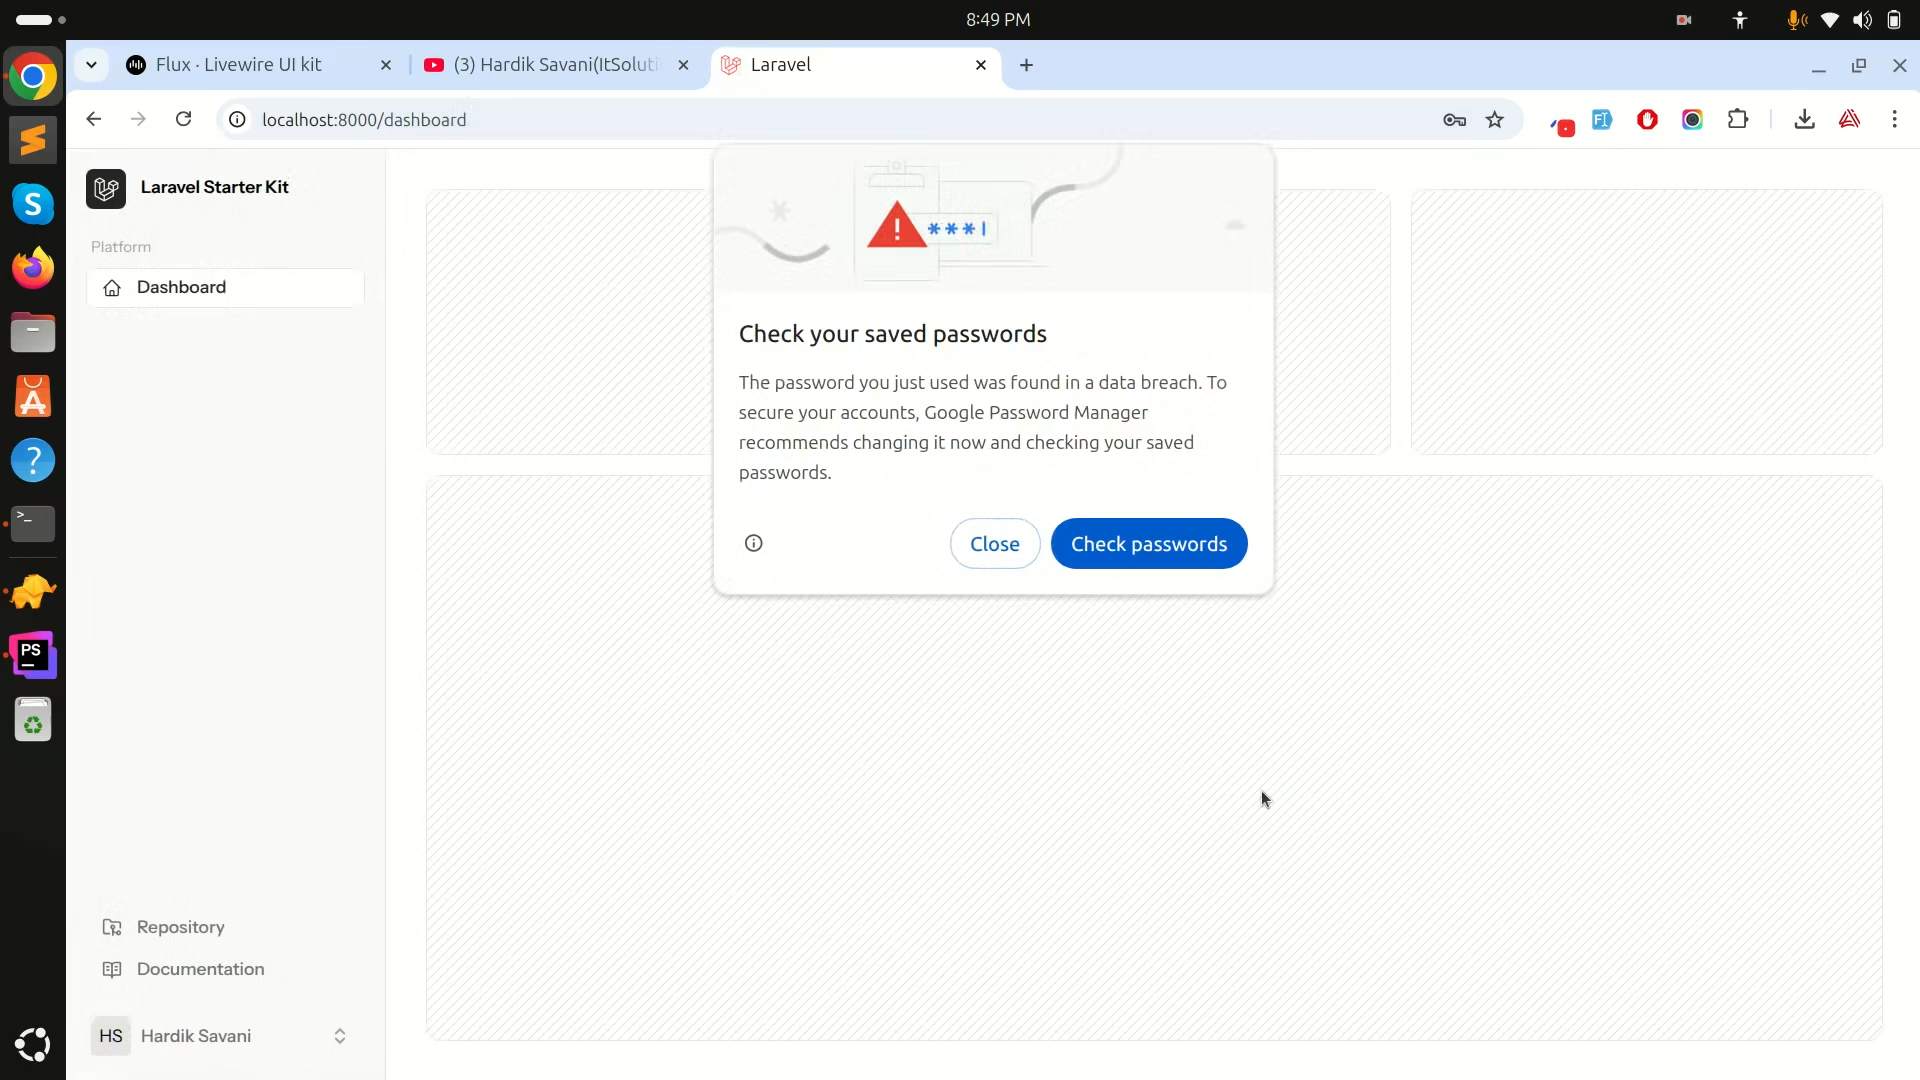 8:49 PM
Flux · Livewire UI kit
(3) Hardik Savani(ItSoluti
Laravel
localhost:8000/dashboard
Laravel Starter Kit
Platform
Dashboard
***
Check your saved passwords
The password you just used was found in a data breach. To
secure your accounts, Google Password Manager
recommends changing it now and checking your saved
passwords.
Close
Check passwords
PS
Repository
Documentation
HS
Hardik Savani